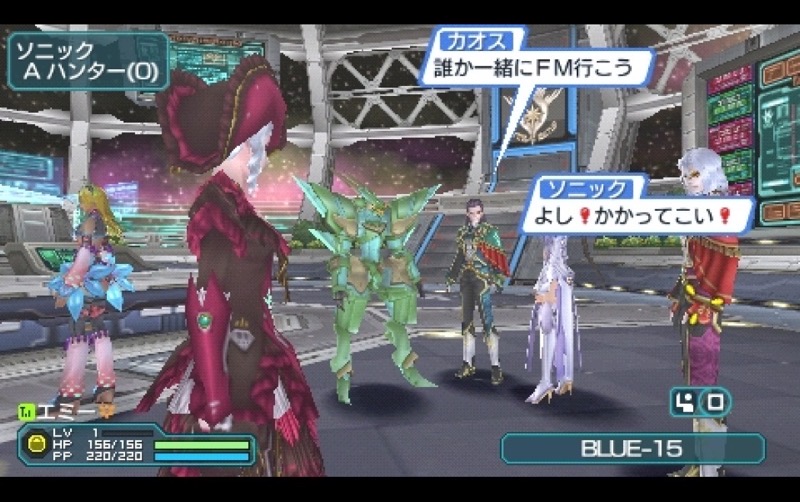 ソニック
Aハンター(O)
カオス
誰か一緒にFM行こう
ソニック
よし❗かかってこい❗
エミー
LV 1
HP 156/156
PP 220/220
BLUE-15